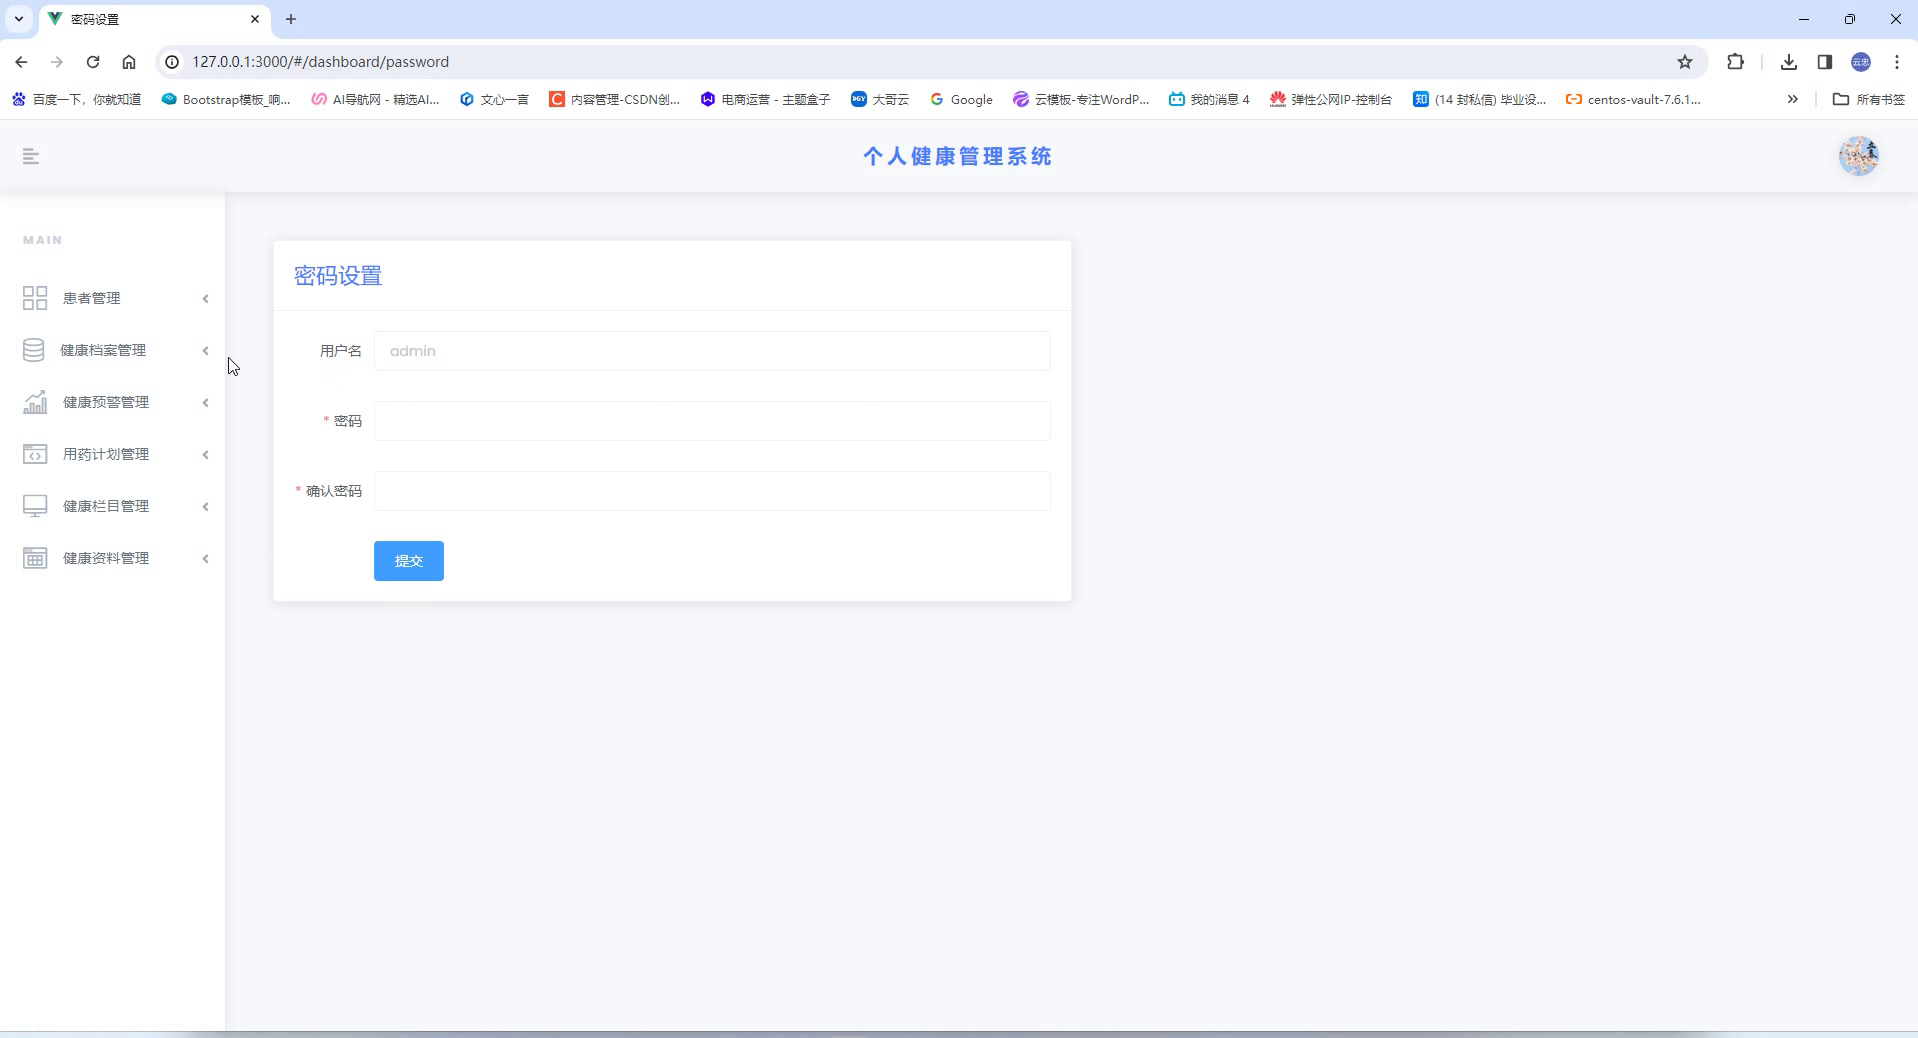 密码设置
127.0.0.1:3000/#/dashboard/password
百度一下，你就知道
Bootstrap模板_响...
AI导航网 - 精选AI...
文心一言
内容管理-CSDN创...
电商运营 - 主题盒子
大哥云
Google
云模板-专注WordP...
我的消息 4
弹性公网IP-控制台
(14 封私信) 毕业设...
centos-vault-7.6.1...
所有书签
个人健康管理系统
MAIN
患者管理
健康档案管理
健康预警管理
用药计划管理
健康栏目管理
健康资料管理
密码设置
用户名 admin
* 密码
* 确认密码
提交